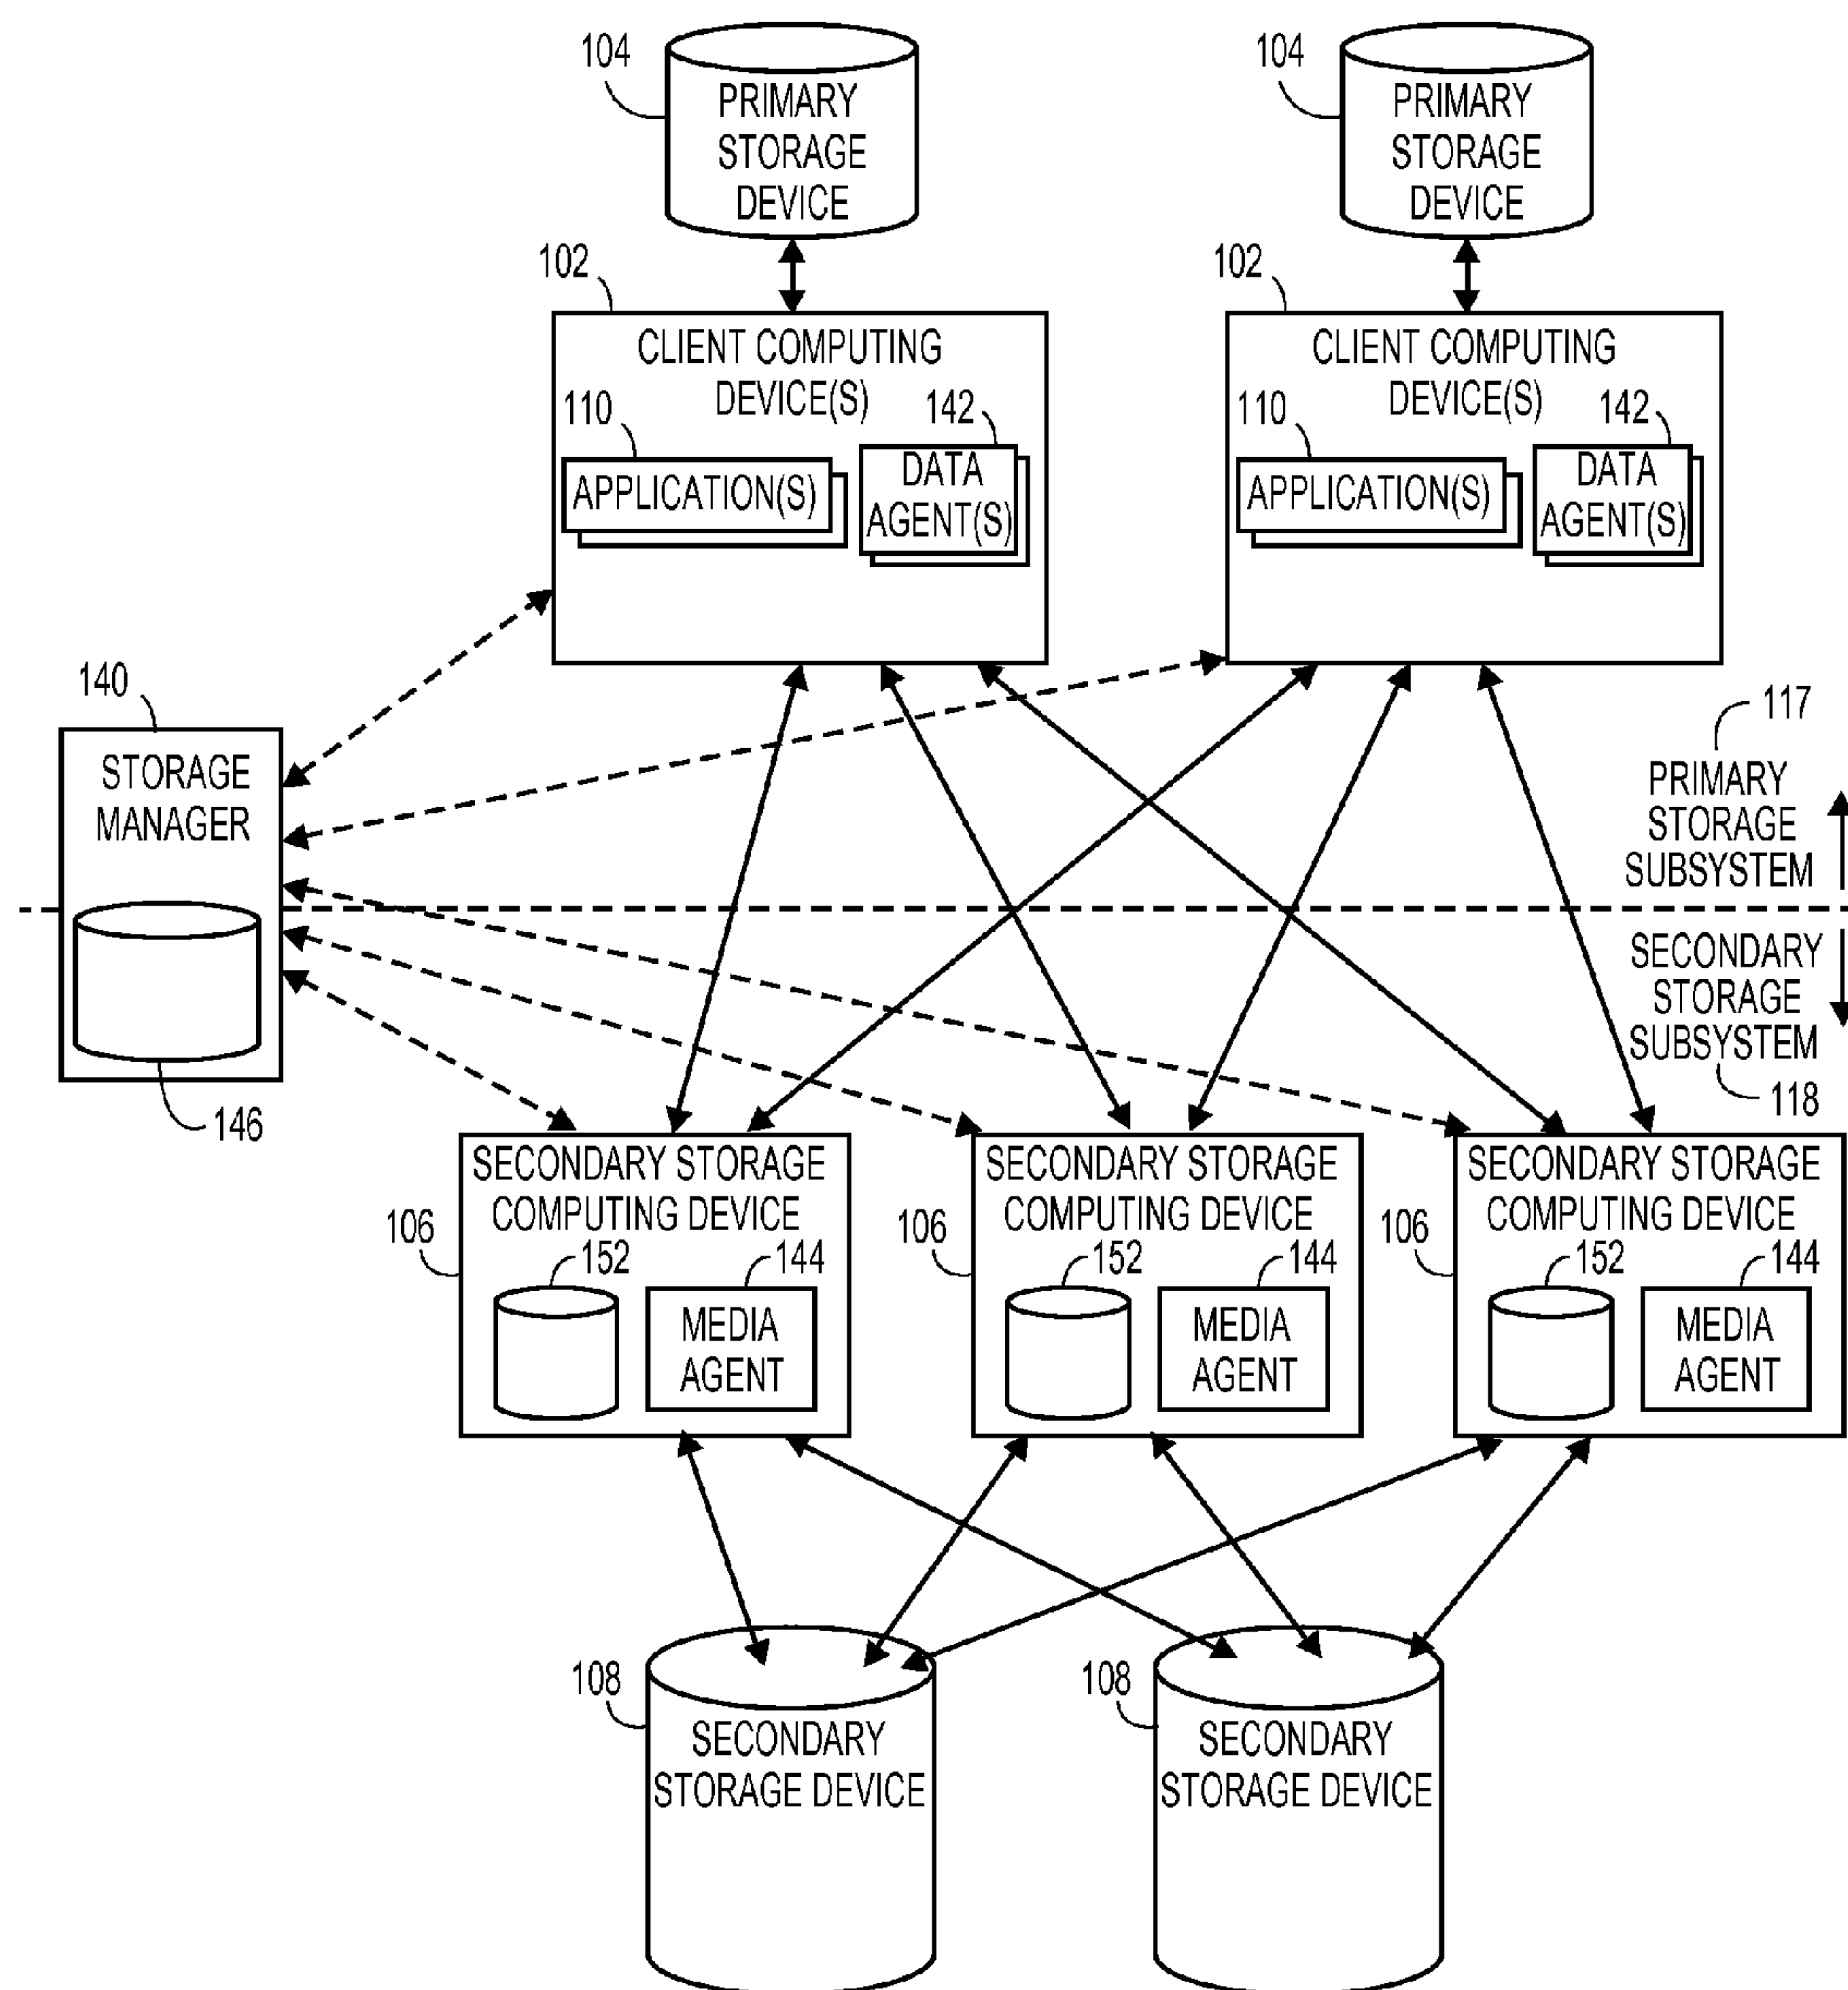 104
PRIMARY
STORAGE
DEVICE
104
PRIMARY
STORAGE
DEVICE
102
CLIENT COMPUTING
DEVICE(S)
110
APPLICATION(S)
142
DATA
AGENT(S)
102
CLIENT COMPUTING
DEVICE(S)
110
APPLICATION(S)
142
DATA
AGENT(S)
140
STORAGE
MANAGER
146
117
PRIMARY
STORAGE
SUBSYSTEM
SECONDARY
STORAGE
SUBSYSTEM
118
106
SECONDARY STORAGE
COMPUTING DEVICE
152
144
MEDIA
AGENT
106
SECONDARY STORAGE
COMPUTING DEVICE
152
144
MEDIA
AGENT
106
SECONDARY STORAGE
COMPUTING DEVICE
152
144
MEDIA
AGENT
108
SECONDARY
STORAGE DEVICE
108
SECONDARY
STORAGE DEVICE